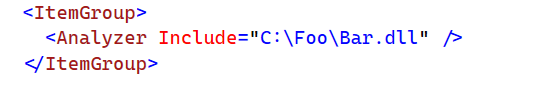 <ItemGroup>
<Analyzer Include="C:\Foo\Bar.dll" />
</ItemGroup>